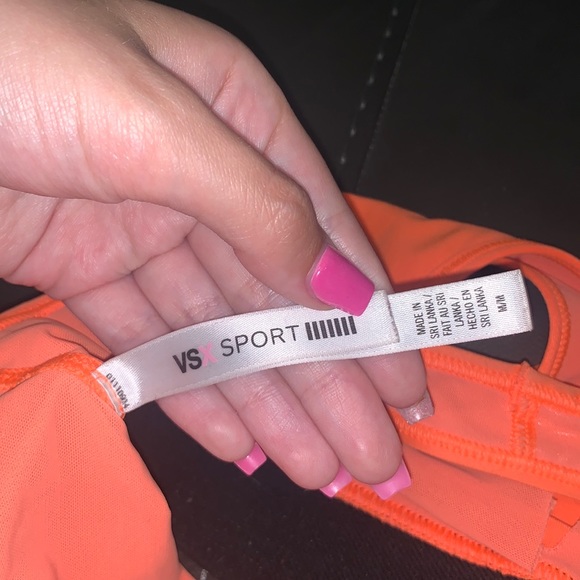 VSX SPORT
MADE IN
SRI LANKA /
FAIT AU SRI
LANKA /
HECHO EN
SRI LANKA
M/M